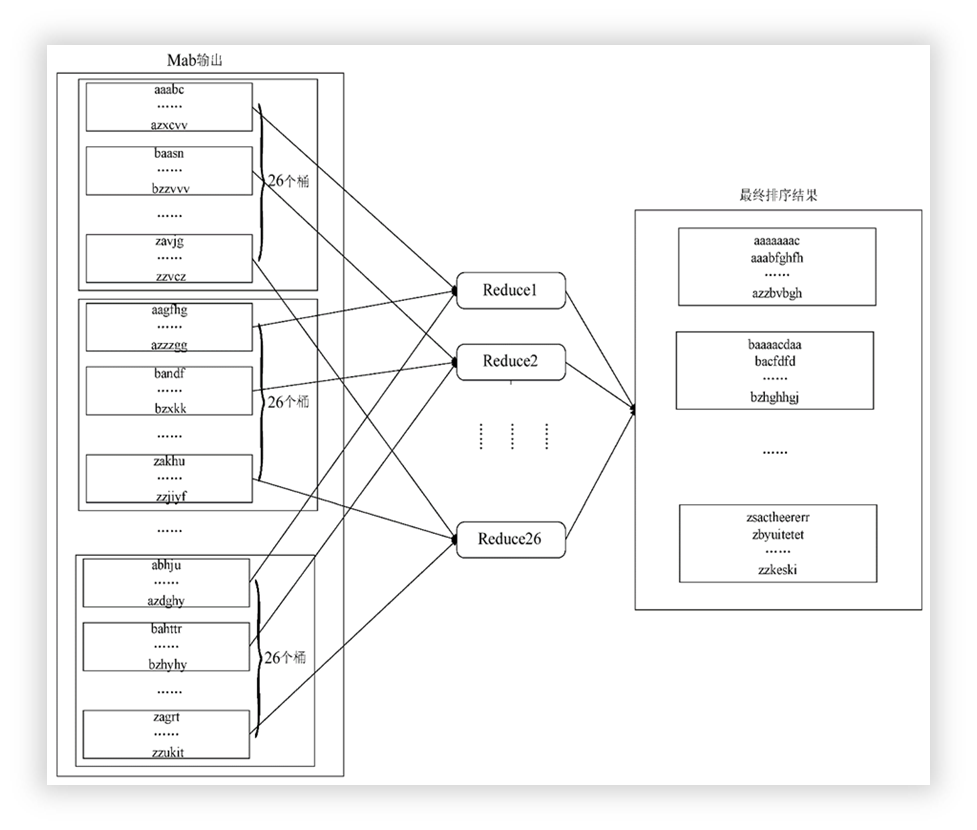 Mab输出
aaabc
……
azxcvv
baasn
……
bzzvvv
……
zavjg
……
zzvcz
26个桶
aagfhg
……
azzzgg
bandf
……
bzxkk
……
zakhu
……
zzjiyf
26个桶
……
abhju
……
azdghy
bahttr
……
bzhyhy
……
zagrt
……
zzukit
26个桶
Reduce1
Reduce2
Reduce26
最终排序结果
aaaaaaac
aaabfghfh
……
azzbvbgh
baaaacdaa
bacfdfd
……
bzhghhgj
……
zsactheererr
zbyuitetet
……
zzkeski